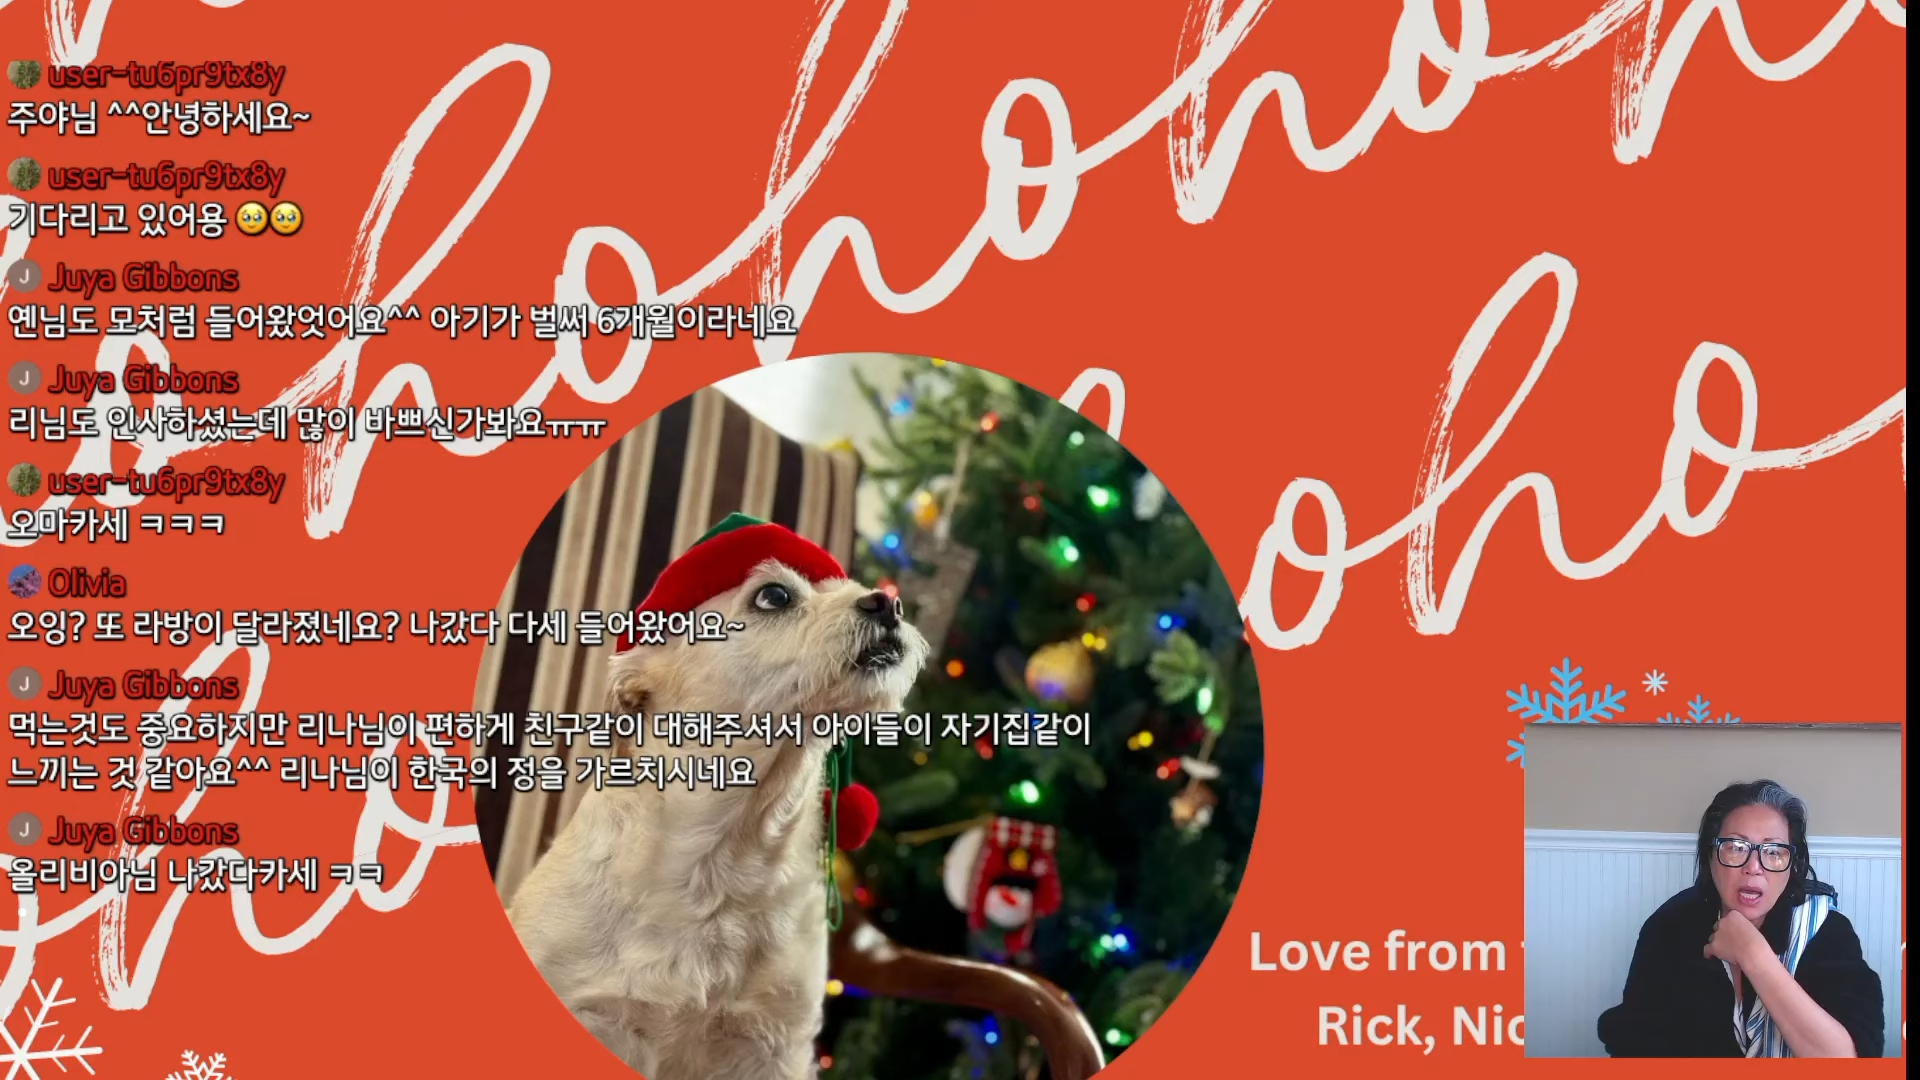 hohoho
user-tu6pr9tx8y
주야님 ^^안녕하세요~
user-tu6pr9tx8y
기다리고 있어용 🥹🥹
J Juya Gibbons
옌님도 모처럼 들어왔엇어요^^ 아기가 벌써 6개월이라네요
J Juya Gibbons
리님도 인사하셨는데 많이 바쁘신가봐요ㅠㅠ
user-tu6pr9tx8y
오마카세 ㅋㅋㅋ
Olivia
오잉? 또 라방이 달라졌네요? 나갔다 다세 들어왔어요~
J Juya Gibbons
먹는것도 중요하지만 리나님이 편하게 친구같이 대해주셔서 아이들이 자기집같이
느끼는 것 같아요^^ 리나님이 한국의 정을 가르치시네요
J Juya Gibbons
올리비아님 나갔다카세 ㅋㅋ
Love from
Rick,